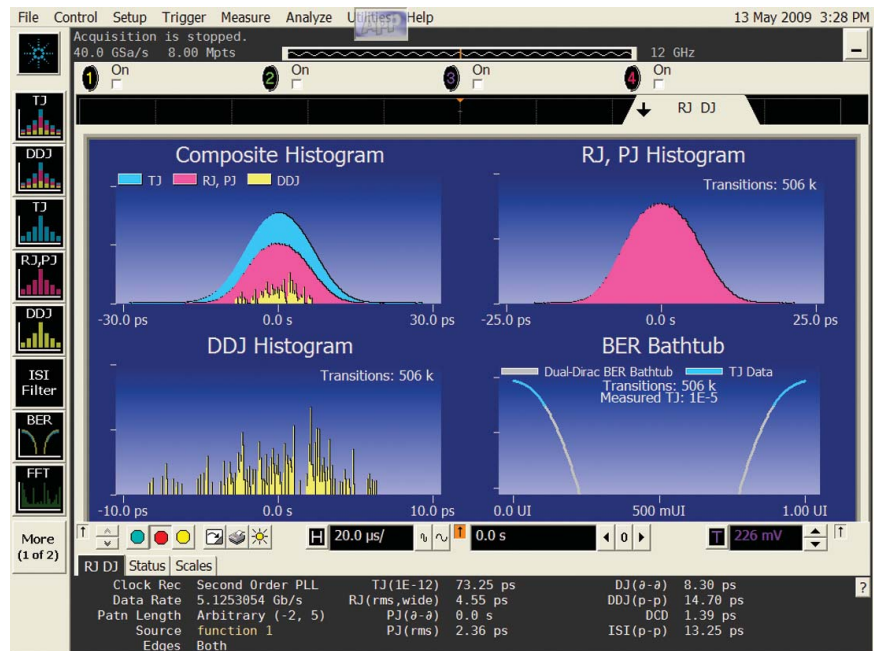 File Control Setup Trigger Measure Analyze Utilities Help 13 May 2009 3:28 PM
Acquisition is stopped.
40.0 GSa/s 8.00 Mpts 12 GHz
1 On 2 On 3 On 4 On
RJ DJ
TJ
DDJ
TJ
RJ,PJ
DDJ
ISI
Filter
BER
FFT
More
(1 of 2)
Composite Histogram
TJ RJ, PJ DDJ
-30.0 ps 0.0 s 30.0 ps
RJ, PJ Histogram
Transitions: 506 k
-25.0 ps 0.0 s 25.0 ps
DDJ Histogram
Transitions: 506 k
-10.0 ps 0.0 s 10.0 ps
BER Bathtub
Dual-Dirac BER Bathtub TJ Data
Transitions: 506 k
Measured TJ: 1E-5
0.0 UI 500 mUI 1.00 UI
H 20.0 µs/ 0.0 s 0 T 226 mV
RJ DJ Status Scales
?
Clock Rec Second Order PLL TJ(1E-12) 73.25 ps DJ(∂-∂) 8.30 ps
Data Rate 5.1253054 Gb/s RJ(rms,wide) 4.55 ps DDJ(p-p) 14.70 ps
Patn Length Arbitrary (-2, 5) PJ(∂-∂) 0.0 s DCD 1.39 ps
Source function 1 PJ(rms) 2.36 ps ISI(p-p) 13.25 ps
Edges Both